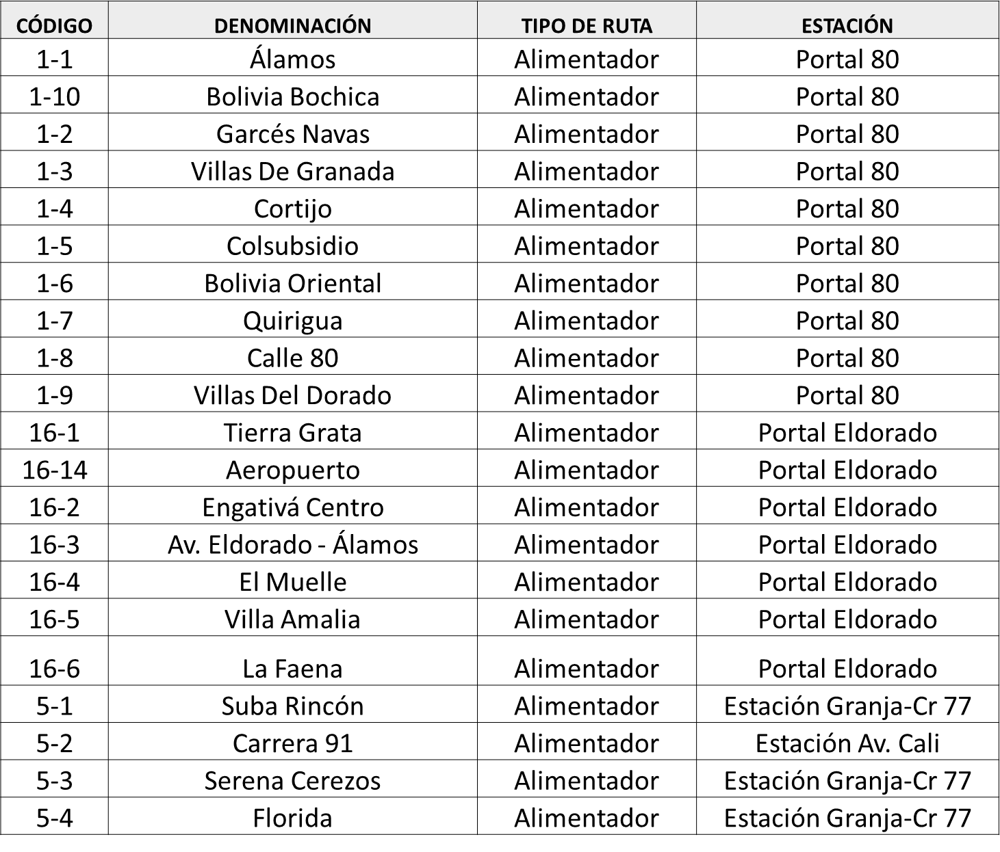 CÓDIGO DENOMINACIÓN TIPO DE RUTA ESTACIÓN
1-1 Álamos Alimentador Portal 80
1-10 Bolivia Bochica Alimentador Portal 80
1-2 Garcés Navas Alimentador Portal 80
1-3 Villas De Granada Alimentador Portal 80
1-4 Cortijo Alimentador Portal 80
1-5 Colsubsidio Alimentador Portal 80
1-6 Bolivia Oriental Alimentador Portal 80
1-7 Quirigua Alimentador Portal 80
1-8 Calle 80 Alimentador Portal 80
1-9 Villas Del Dorado Alimentador Portal 80
16-1 Tierra Grata Alimentador Portal Eldorado
16-14 Aeropuerto Alimentador Portal Eldorado
16-2 Engativá Centro Alimentador Portal Eldorado
16-3 Av. Eldorado - Álamos Alimentador Portal Eldorado
16-4 El Muelle Alimentador Portal Eldorado
16-5 Villa Amalia Alimentador Portal Eldorado
16-6 La Faena Alimentador Portal Eldorado
5-1 Suba Rincón Alimentador Estación Granja-Cr 77
5-2 Carrera 91 Alimentador Estación Av. Cali
5-3 Serena Cerezos Alimentador Estación Granja-Cr 77
5-4 Florida Alimentador Estación Granja-Cr 77